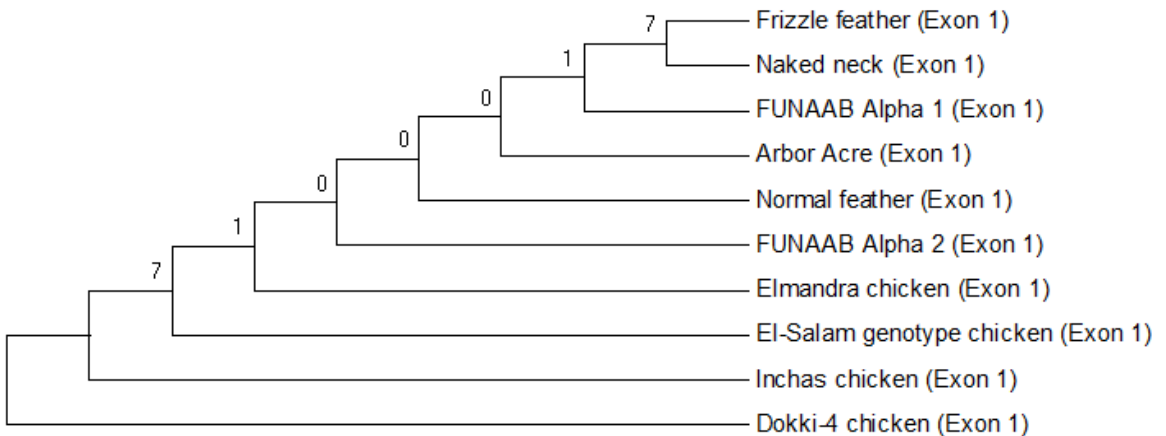 7
Frizzle feather (Exon 1)
1
Naked neck (Exon 1)
0
FUNAAB Alpha 1 (Exon 1)
0
Arbor Acre (Exon 1)
0
Normal feather (Exon 1)
1
FUNAAB Alpha 2 (Exon 1)
7
Elmandra chicken (Exon 1)
El-Salam genotype chicken (Exon 1)
Inchas chicken (Exon 1)
Dokki-4 chicken (Exon 1)